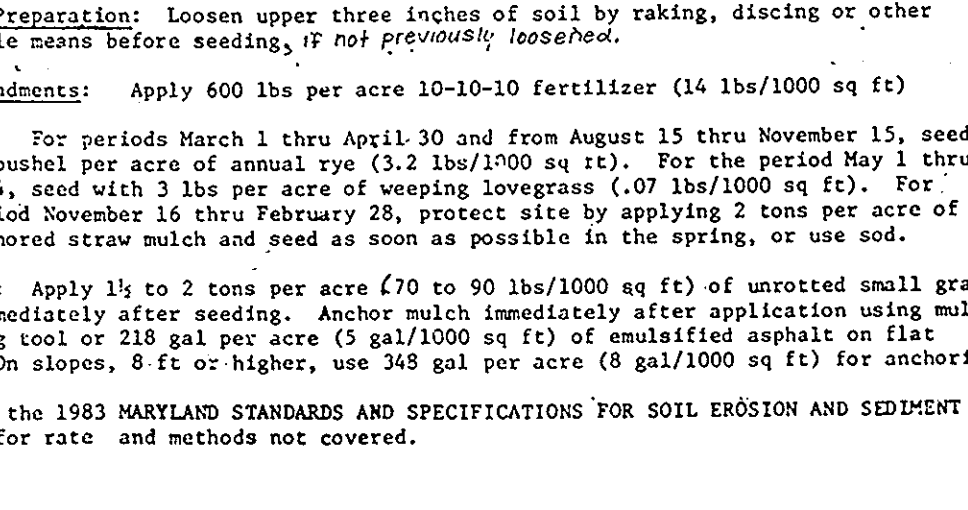 Preparation: Loosen upper three inches of soil by raking, discing or other
le means before seeding, if not previously loosened.
ndments: Apply 600 lbs per acre 10-10-10 fertilizer (14 lbs/1000 sq ft)
For periods March 1 thru April 30 and from August 15 thru November 15, seed
bushel per acre of annual rye (3.2 lbs/1000 sq ft). For the period May 1 thru
, seed with 3 lbs per acre of weeping lovegrass (.07 lbs/1000 sq ft). For
iod November 16 thru February 28, protect site by applying 2 tons per acre of
hored straw mulch and seed as soon as possible in the spring, or use sod.
: Apply 1½ to 2 tons per acre (70 to 90 lbs/1000 sq ft) of unrotted small gra
mediately after seeding. Anchor mulch immediately after application using mul
g tool or 218 gal per acre (5 gal/1000 sq ft) of emulsified asphalt on flat
On slopes, 8 ft or higher, use 348 gal per acre (8 gal/1000 sq ft) for anchori
the 1983 MARYLAND STANDARDS AND SPECIFICATIONS FOR SOIL EROSION AND SEDIMENT
for rate and methods not covered.